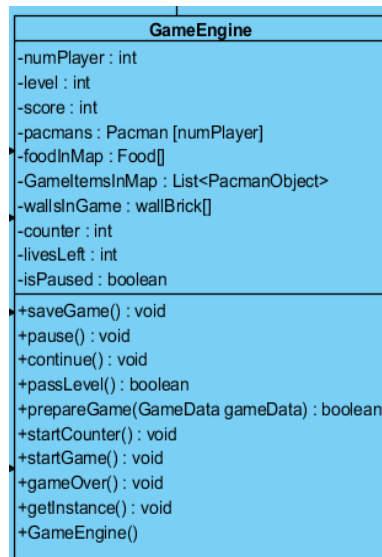 GameEngine
-numPlayer : int
-level : int
-score : int
-pacmans : Pacman [numPlayer]
-foodInMap : Food[]
-GameItemsInMap : List<PacmanObject>
-wallsInGame : wallBrick[]
-counter : int
-livesLeft : int
-isPaused : boolean
+saveGame() : void
+pause() : void
+continue() : void
+passLevel() : boolean
+prepareGame(GameData gameData) : boolean
+startCounter() : void
+startGame() : void
+gameOver() : void
+getInstance() : void
+GameEngine()